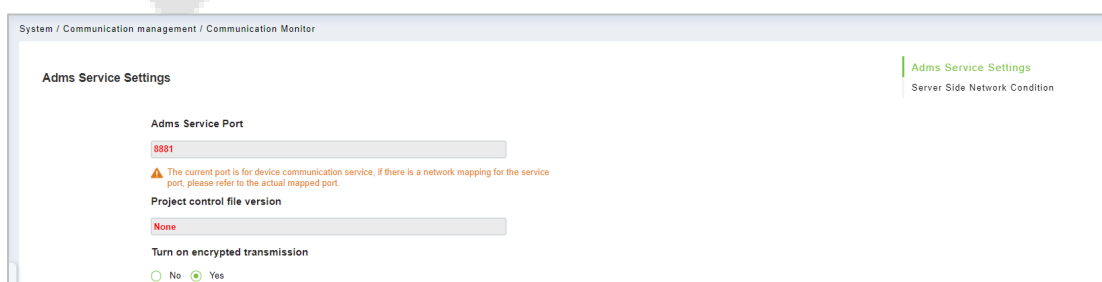 System / Communication management / Communication Monitor
Adms Service Settings
Adms Service Settings
Server Side Network Condition
Adms Service Port
8881
The current port is for device communication service, if there is a network mapping for the service
port, please refer to the actual mapped port.
Project control file version
None
Turn on encrypted transmission
No Yes